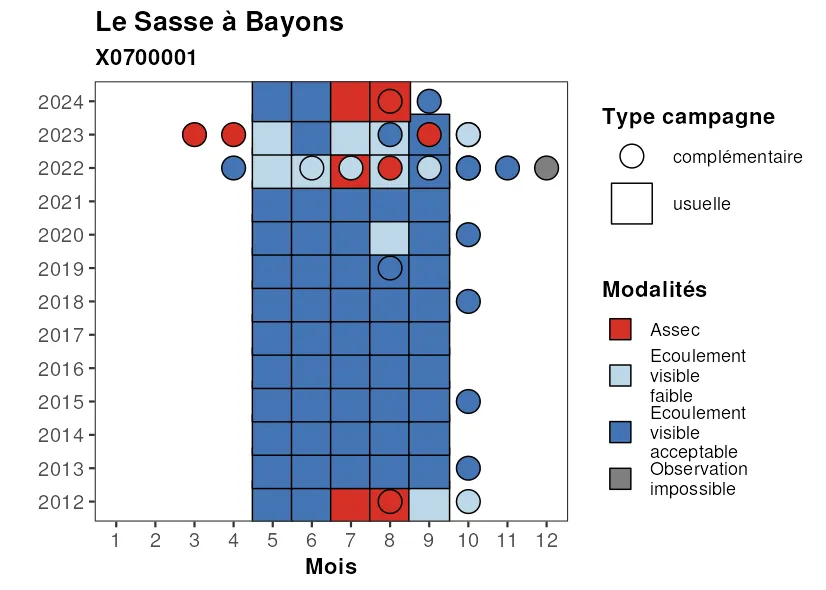 Le Sasse à Bayons
X0700001
2024
2023
2022
2021
2020
2019
2018
2017
2016
2015
2014
2013
2012
1 2 3 4 5 6 7 8 9 10 11 12
Mois
Type campagne
complémentaire
usuelle
Modalités
Assec
Ecoulement
visible
faible
Ecoulement
visible
acceptable
Observation
impossible